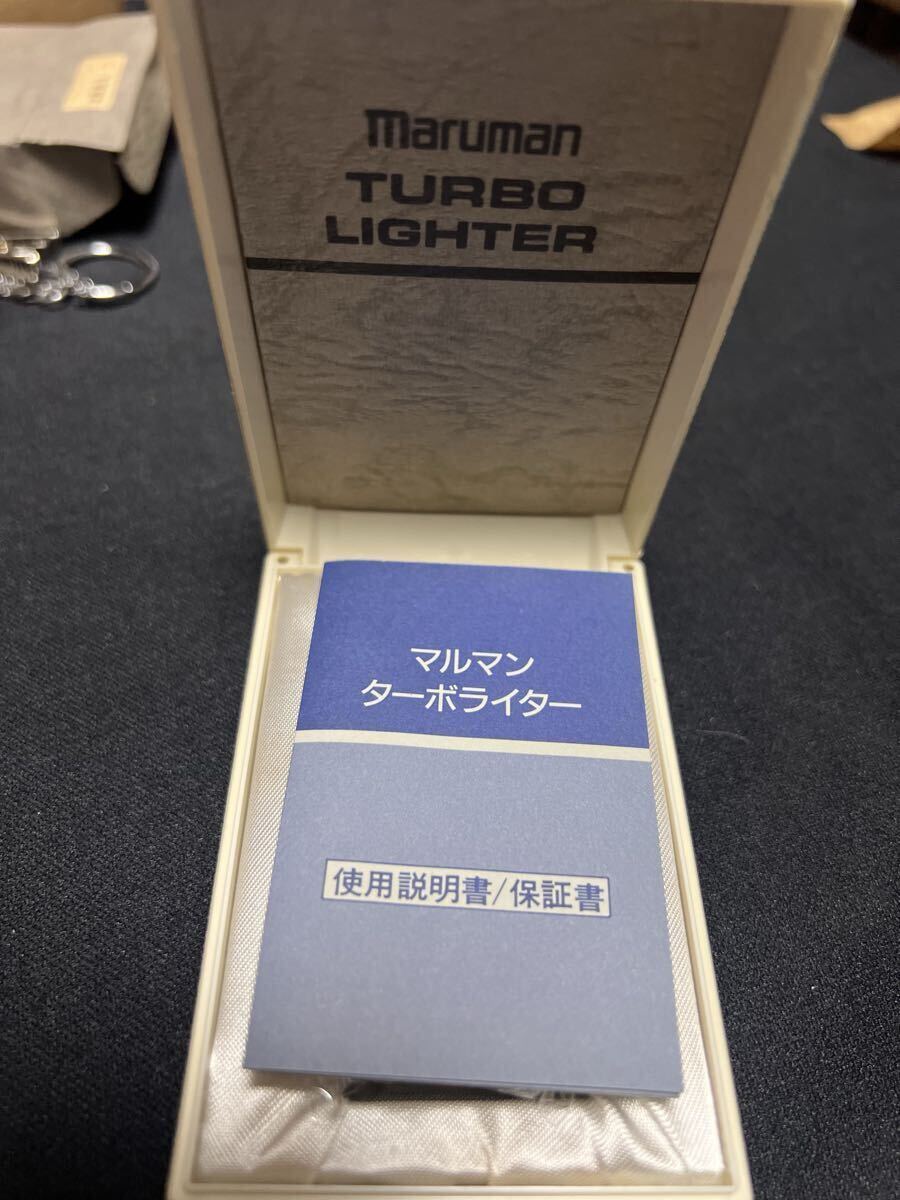 maruman
TURBO
LIGHTER
マルマン
ターボライター
使用説明書/保証書